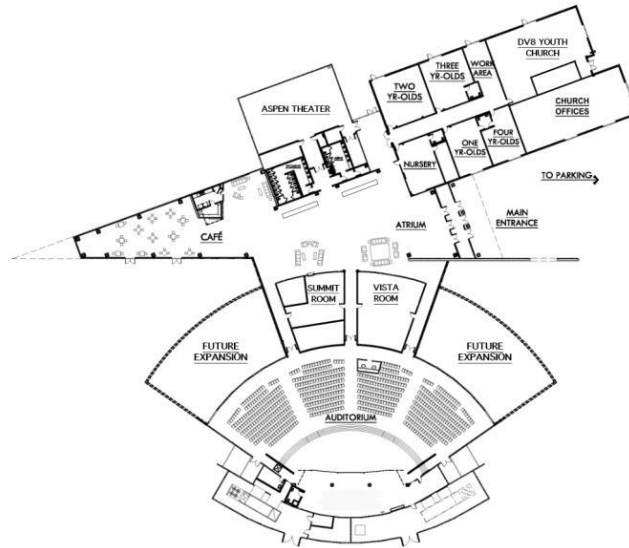 DV8 YOUTH
CHURCH
THREE
YR-OLDS
WORK
AREA
TWO
YR-OLDS
ASPEN THEATER
CHURCH
OFFICES
ONE
YR-OLDS
FOUR
YR-OLDS
NURSERY
TO PARKING
MAIN
ENTRANCE
ATRIUM
CAFÉ
SUMMIT
ROOM
VISTA
ROOM
FUTURE
EXPANSION
FUTURE
EXPANSION
AUDITORIUM